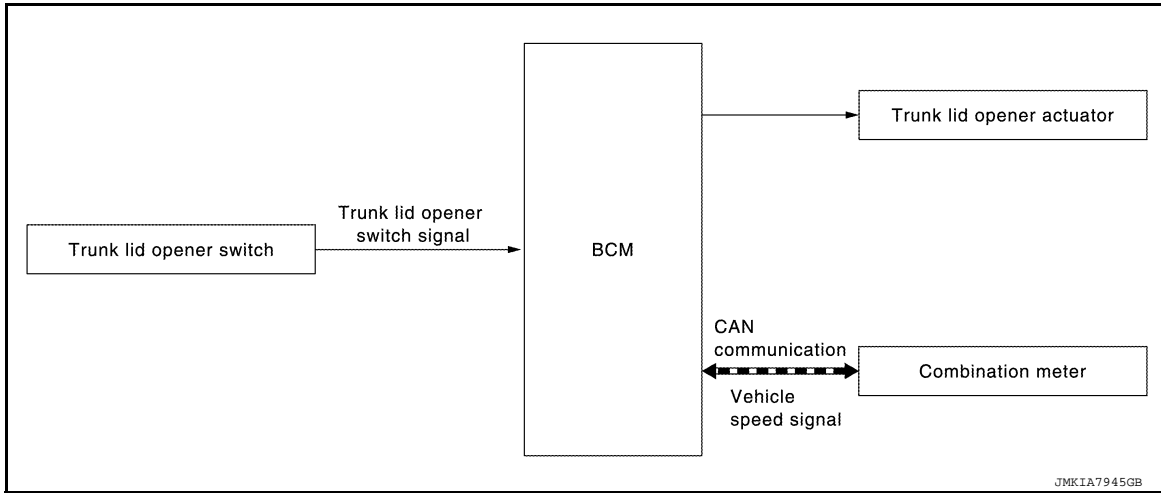 Trunk lid opener switch
Trunk lid opener
switch signal
BCM
Trunk lid opener actuator
CAN
communication
Vehicle
speed signal
Combination meter
JMKIA7945GB